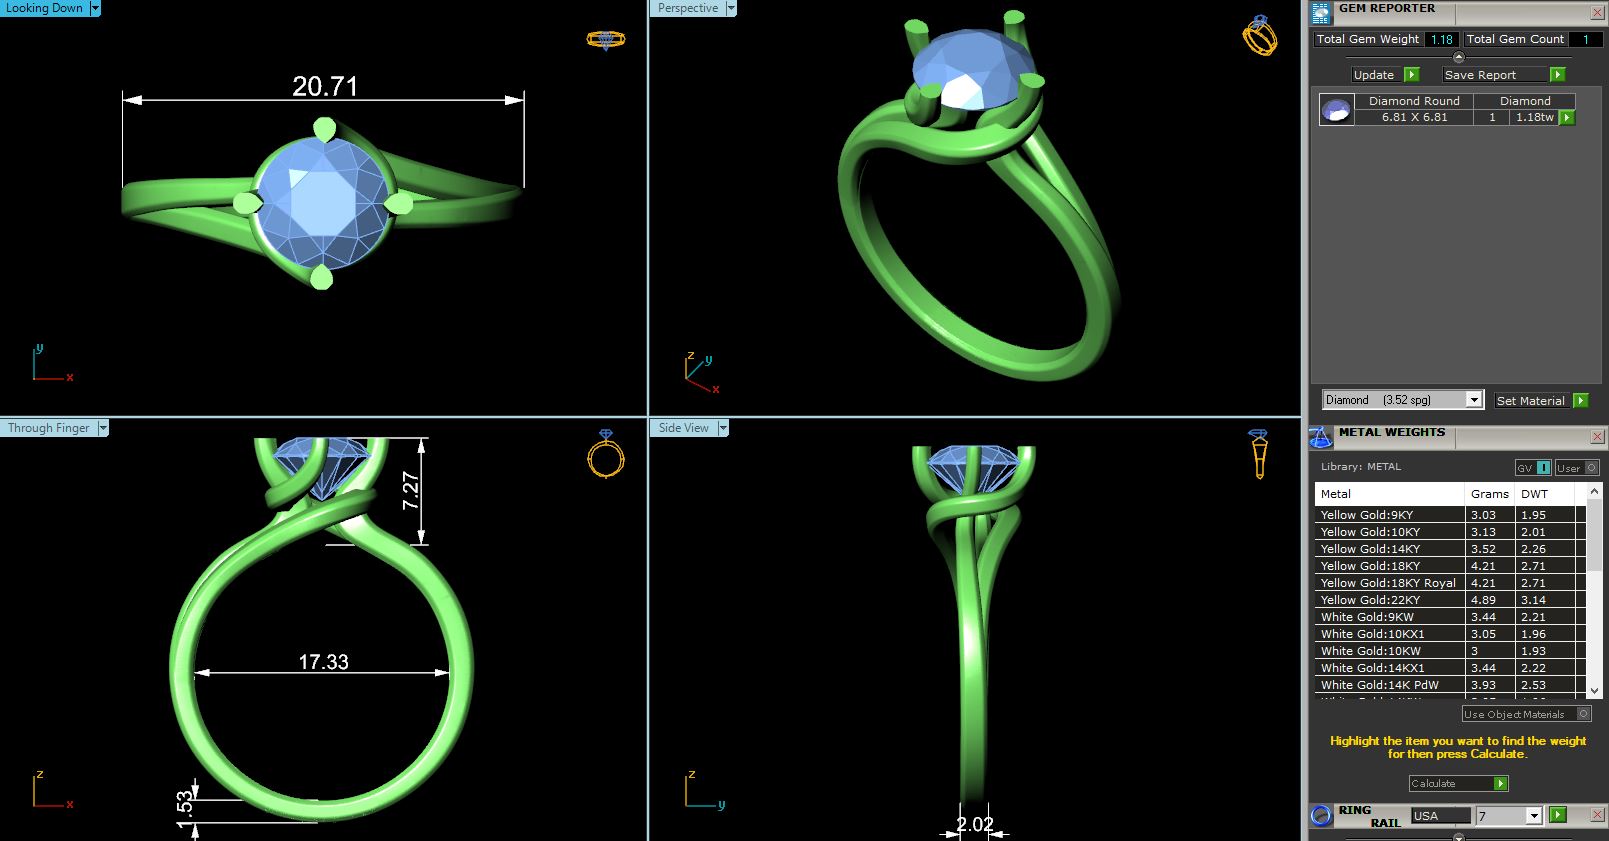 Looking Down
20.71
y
x
Perspective
z
y
x
Through Finger
7.27
17.33
1.53
z
x
Side View
2.02
z
y
GEM REPORTER
Total Gem Weight 1.18 Total Gem Count 1
Update Save Report
Diamond Round Diamond
6.81 X 6.81 1 1.18tw
Diamond (3.52 spg) Set Material
METAL WEIGHTS
Library: METAL GV I User O
Metal Grams DWT
Yellow Gold:9KY 3.03 1.95
Yellow Gold:10KY 3.13 2.01
Yellow Gold:14KY 3.52 2.26
Yellow Gold:18KY 4.21 2.71
Yellow Gold:18KY Royal 4.21 2.71
Yellow Gold:22KY 4.89 3.14
White Gold:9KW 3.44 2.21
White Gold:10KX1 3.05 1.96
White Gold:10KW 3 1.93
White Gold:14KX1 3.44 2.22
White Gold:14K PdW 3.93 2.53
Use Object Materials O
Highlight the item you want to find the weight
for then press Calculate.
Calculate
RING
RAIL USA 7